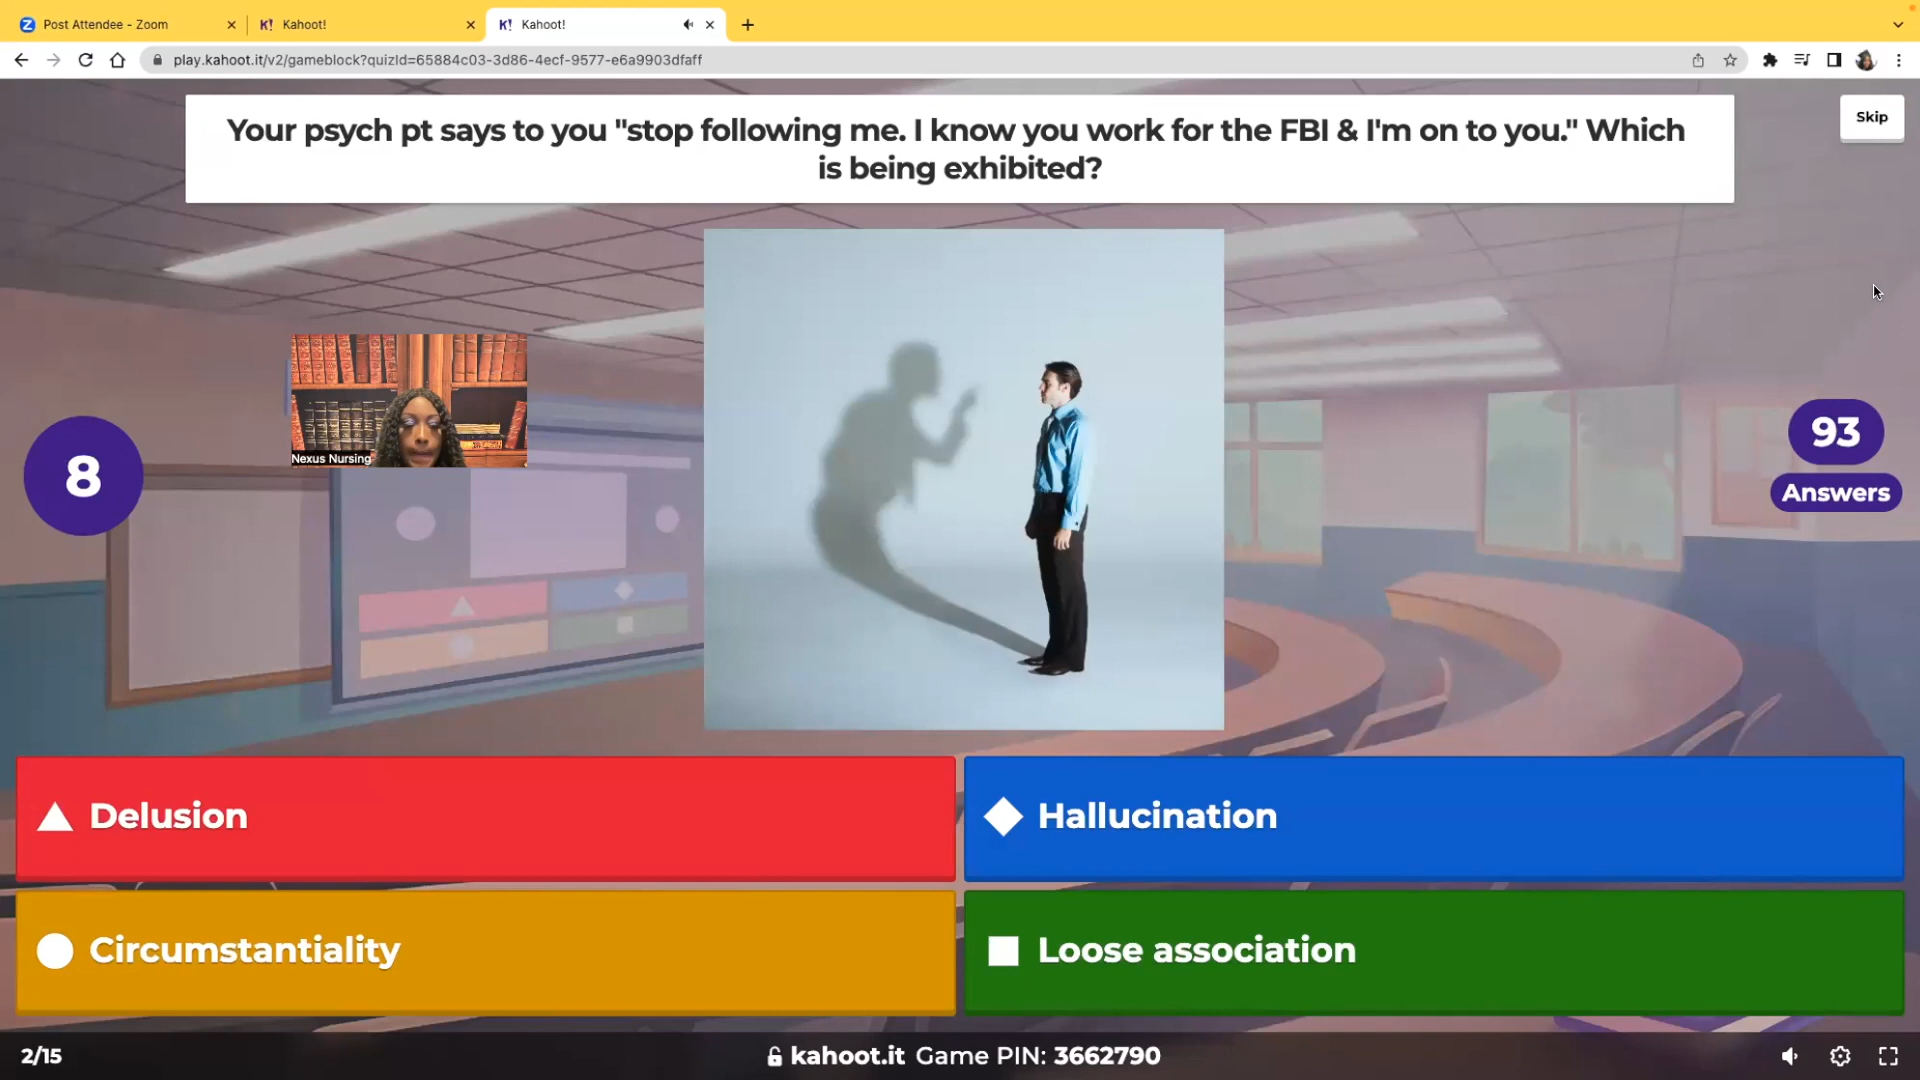 Post Attendee - Zoom
K! Kahoot!
K! Kahoot!
play.kahoot.it/v2/gameblock?quizId=65884c03-3d86-4ecf-9577-e6a9903dfaff
Your psych pt says to you "stop following me. I know you work for the FBI & I'm on to you." Which
is being exhibited?
Skip
Nexus Nursing
8
93
Answers
Delusion
Hallucination
Circumstantiality
Loose association
2/15
kahoot.it Game PIN: 3662790